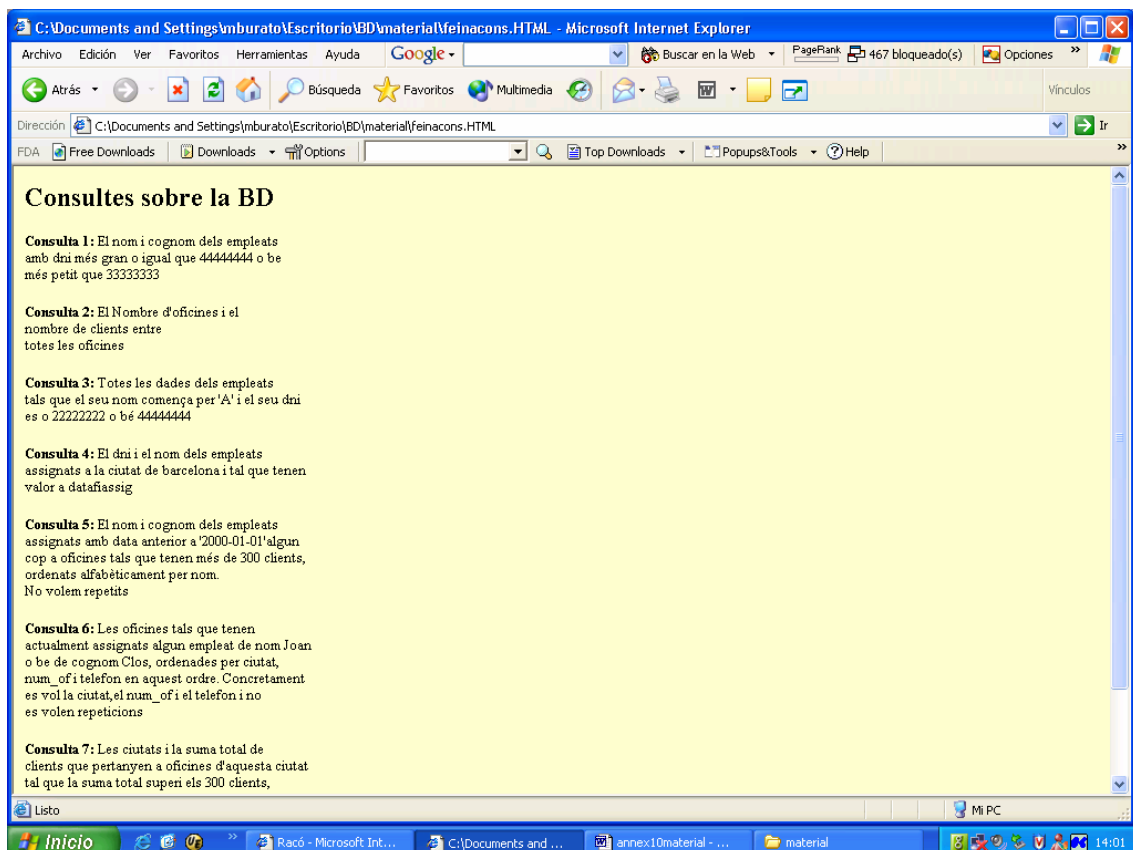 C:\Documents and Settings\mburato\Escritorio\BD\material\feinacons.HTML - Microsoft Internet Explorer
Archivo Edición Ver Favoritos Herramientas Ayuda Google Buscar en la Web PageRank 467 bloqueado(s) Opciones »
Atrás Búsqueda Favoritos Multimedia Vínculos
Dirección C:\Documents and Settings\mburato\Escritorio\BD\material\feinacons.HTML Ir
FDA Free Downloads Downloads Options Top Downloads Popups&Tools Help »
Consultes sobre la BD
Consulta 1: El nom i cognom dels empleats
amb dni més gran o igual que 44444444 o be
més petit que 33333333
Consulta 2: El Nombre d'oficines i el
nombre de clients entre
totes les oficines
Consulta 3: Totes les dades dels empleats
tals que el seu nom comença per 'A' i el seu dni
es o 22222222 o bé 44444444
Consulta 4: El dni i el nom dels empleats
assignats a la ciutat de barcelona i tal que tenen
valor a datafiassig
Consulta 5: El nom i cognom dels empleats
assignats amb data anterior a '2000-01-01'algun
cop a oficines tals que tenen més de 300 clients,
ordenats alfabèticament per nom.
No volem repetits
Consulta 6: Les oficines tals que tenen
actualment assignats algun empleat de nom Joan
o be de cognom Clos, ordenades per ciutat,
num_of i telefon en aquest ordre. Concretament
es vol la ciutat,el num_of i el telefon i no
es volen repeticions
Consulta 7: Les ciutats i la suma total de
clients que pertanyen a oficines d'aquesta ciutat
tal que la suma total superi els 300 clients,
Listo Mi PC
Inicio » Racó - Microsoft Int... C:\Documents and ... annex10material - ... material 14:01